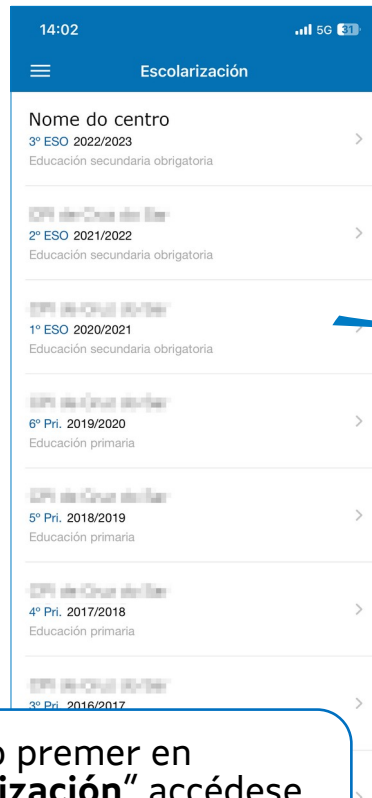 14:02
5G 31
Escolarización
Nome do centro
3º ESO 2022/2023
Educación secundaria obrigatoria
2º ESO 2021/2022
Educación secundaria obrigatoria
1º ESO 2020/2021
Educación secundaria obrigatoria
6º Pri. 2019/2020
Educación primaria
5º Pri. 2018/2019
Educación primaria
4º Pri. 2017/2018
Educación primaria
3º Pri. 2016/2017
premer en
ización” accédese